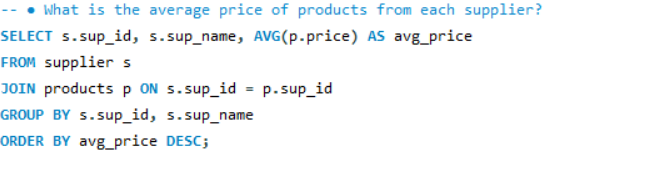 -- • What is the average price of products from each supplier?
SELECT s.sup_id, s.sup_name, AVG(p.price) AS avg_price
FROM supplier s
JOIN products p ON s.sup_id = p.sup_id
GROUP BY s.sup_id, s.sup_name
ORDER BY avg_price DESC;